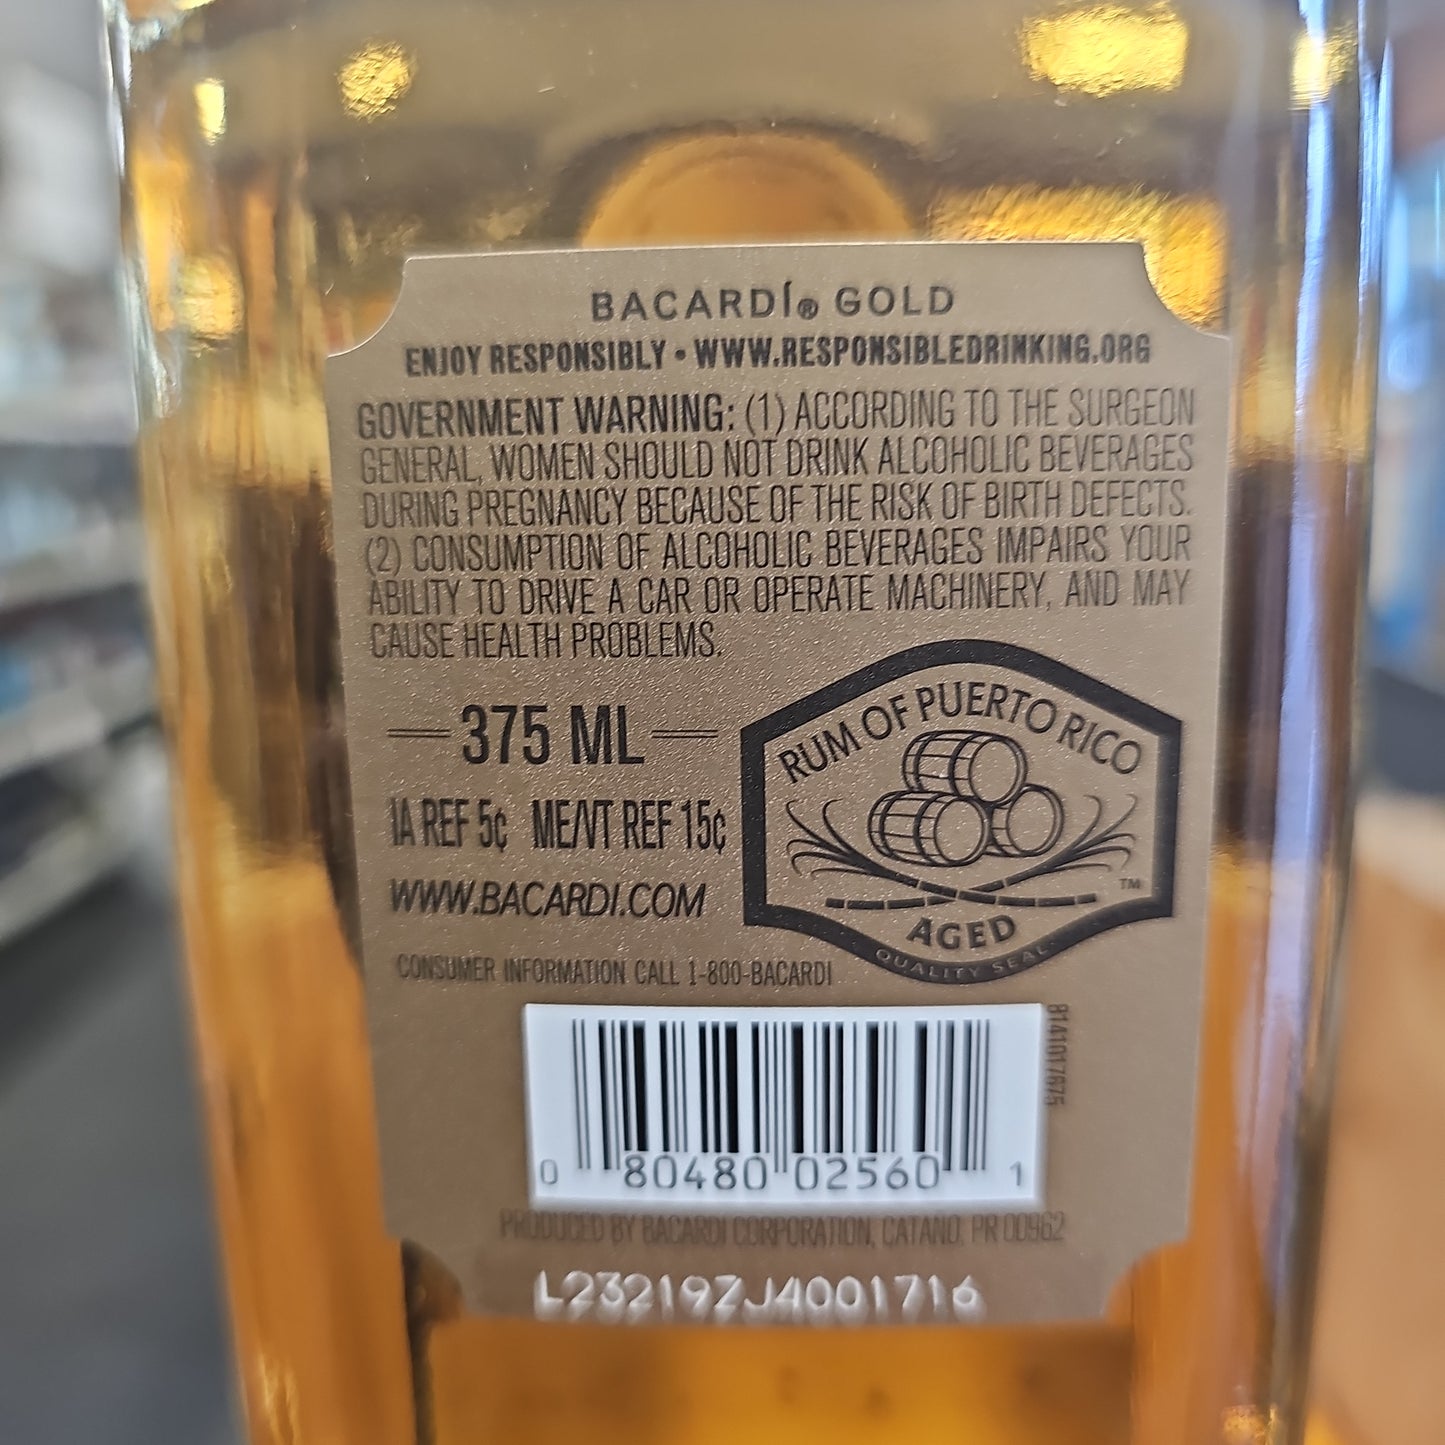 BACARDÍ® GOLD
ENJOY RESPONSIBLY • WWW.RESPONSIBLEDRINKING.ORG
GOVERNMENT WARNING: (1) ACCORDING TO THE SURGEON
GENERAL, WOMEN SHOULD NOT DRINK ALCOHOLIC BEVERAGES
DURING PREGNANCY BECAUSE OF THE RISK OF BIRTH DEFECTS.
(2) CONSUMPTION OF ALCOHOLIC BEVERAGES IMPAIRS YOUR
ABILITY TO DRIVE A CAR OR OPERATE MACHINERY, AND MAY
CAUSE HEALTH PROBLEMS.
375 ML
IA REF 5¢ ME/VT REF 15¢
WWW.BACARDI.COM
CONSUMER INFORMATION CALL 1-800-BACARDI
RUM OF PUERTO RICO
TM
AGED
QUALITY SEAL
8141017675
0 80480 02560 1
PRODUCED BY BACARDI CORPORATION, CATAÑO, PR 00962
L23219ZJ4001716